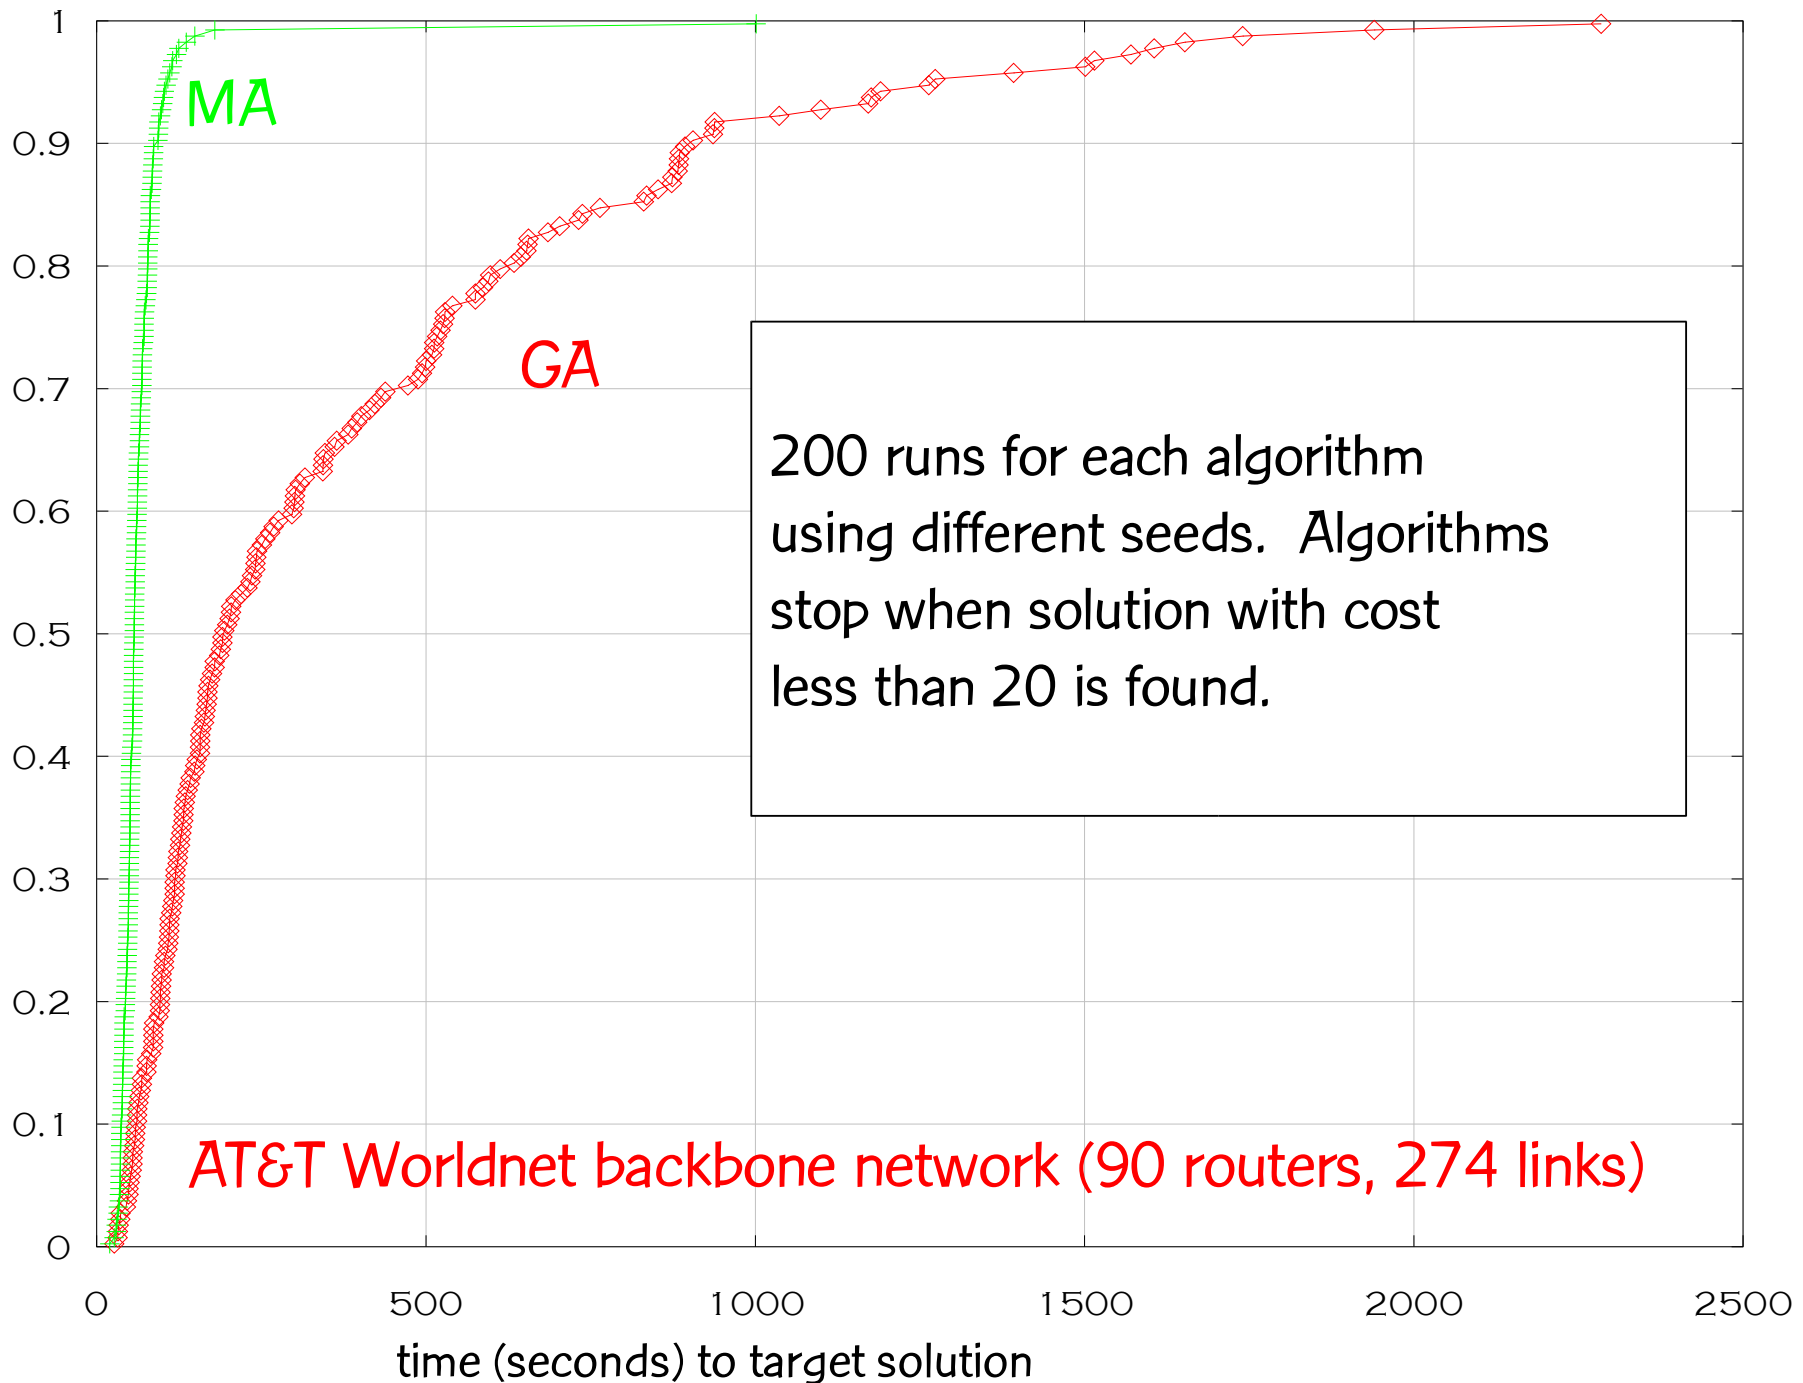 1
0.9
0.8
0.7
0.6
0.5
0.4
0.3
0.2
0.1
0
MA
GA
200 runs for each algorithm
using different seeds.  Algorithms
stop when solution with cost
less than 20 is found.
AT&T Worldnet backbone network (90 routers, 274 links)
0 500 1000 1500 2000 2500
time (seconds) to target solution